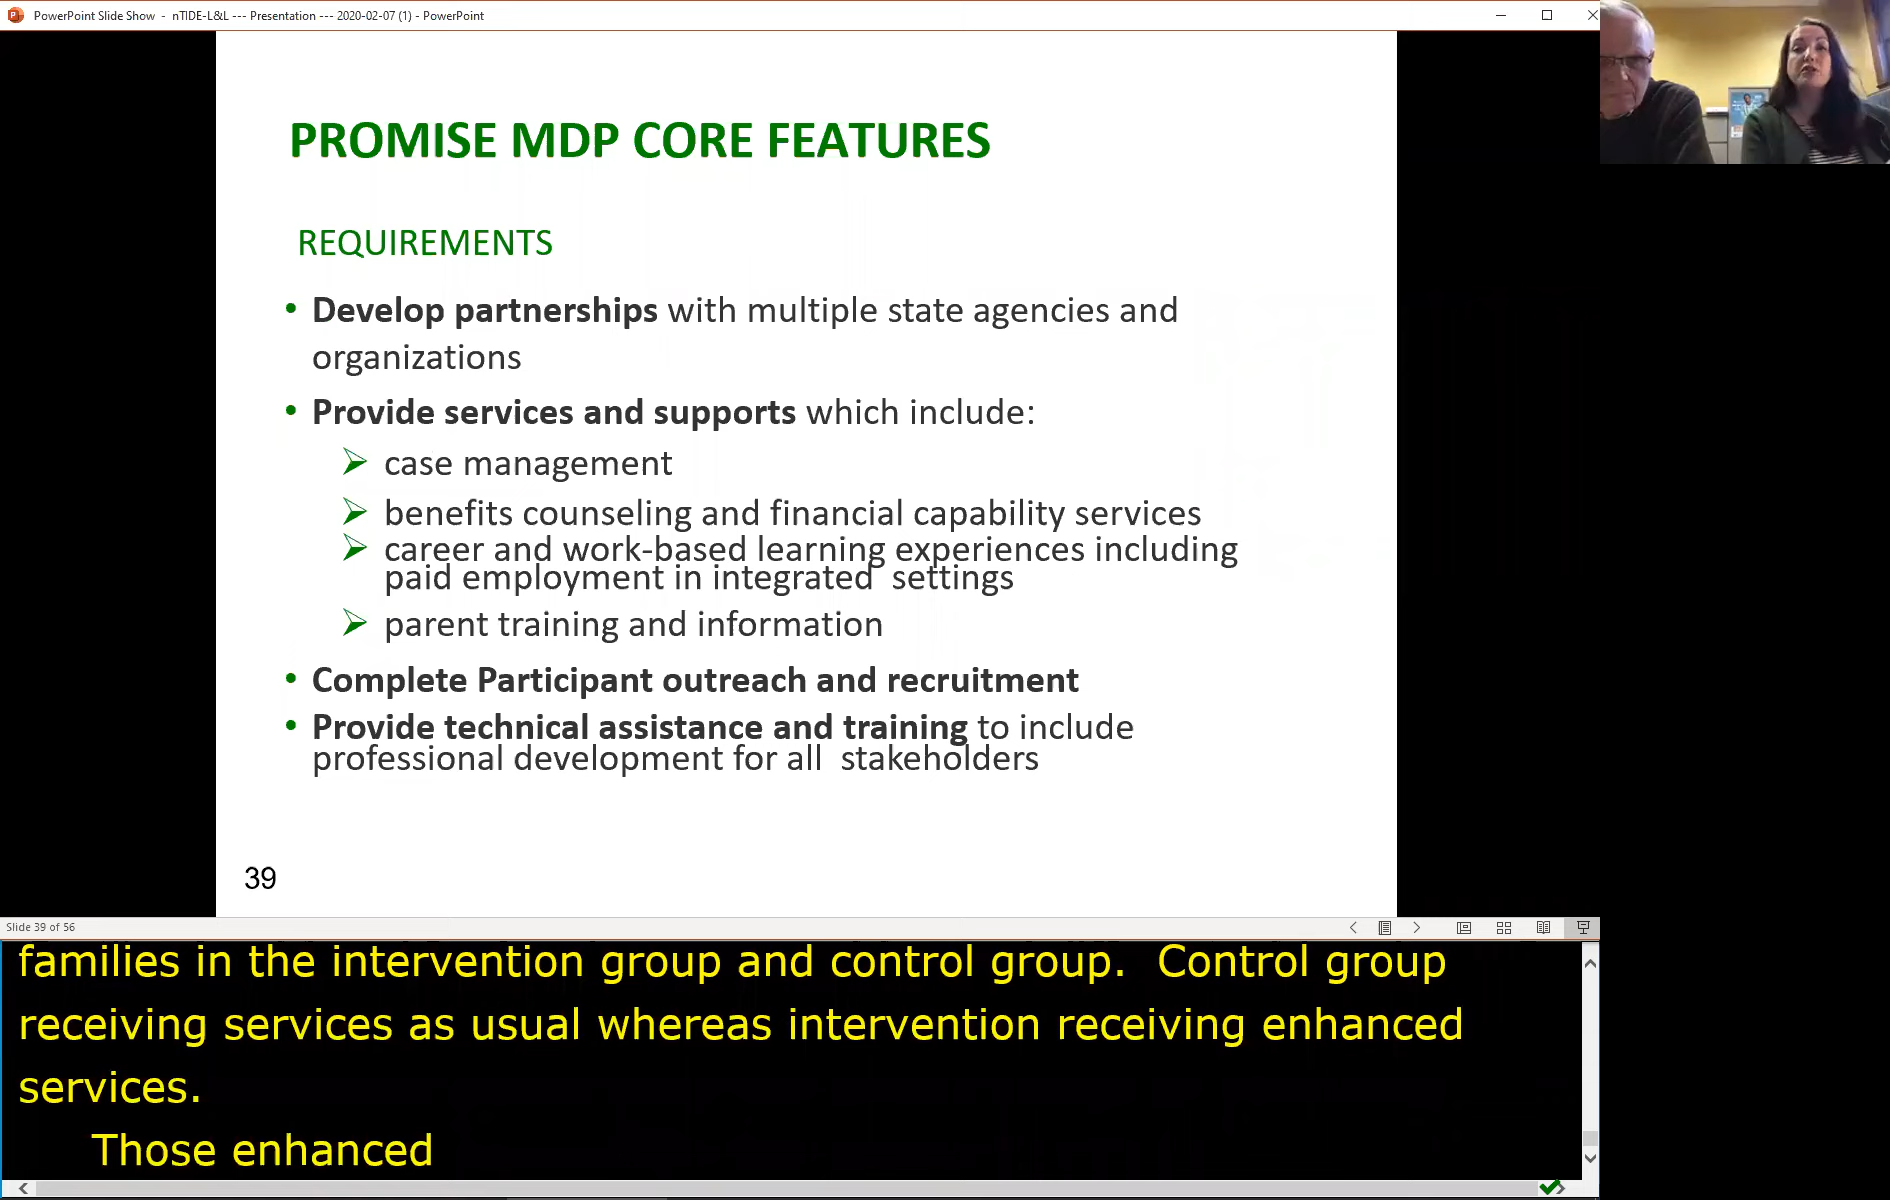 PowerPoint Slide Show - nTIDE-L&L --- Presentation --- 2020-02-07 (1) - PowerPoint
PROMISE MDP CORE FEATURES
REQUIREMENTS
• Develop partnerships with multiple state agencies and
organizations
• Provide services and supports which include:
case management
benefits counseling and financial capability services
career and work-based learning experiences including
paid employment in integrated settings
parent training and information
• Complete Participant outreach and recruitment
• Provide technical assistance and training to include
professional development for all stakeholders
39
Slide 39 of 56
families in the intervention group and control group. Control group
receiving services as usual whereas intervention receiving enhanced
services.
Those enhanced